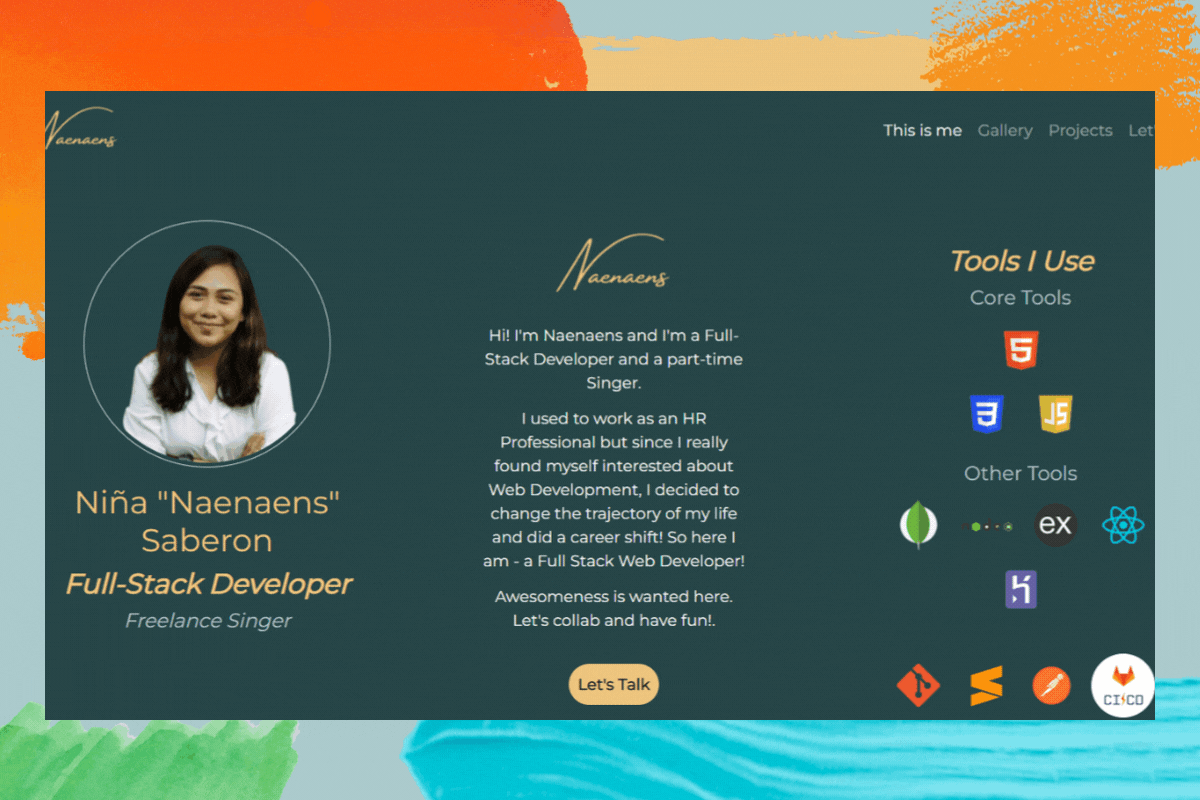 Naenaens
This is me Gallery Projects Let'
Niña "Naenaens"
Saberon
Full-Stack Developer
Freelance Singer
Naenaens
Hi! I'm Naenaens and I'm a Full-
Stack Developer and a part-time
Singer.
I used to work as an HR
Professional but since I really
found myself interested about
Web Development, I decided to
change the trajectory of my life
and did a career shift! So here I
am - a Full Stack Web Developer!
Awesomeness is wanted here.
Let's collab and have fun!.
Let's Talk
Tools I Use
Core Tools
5
3 JS
Other Tools
ex
CI/CD